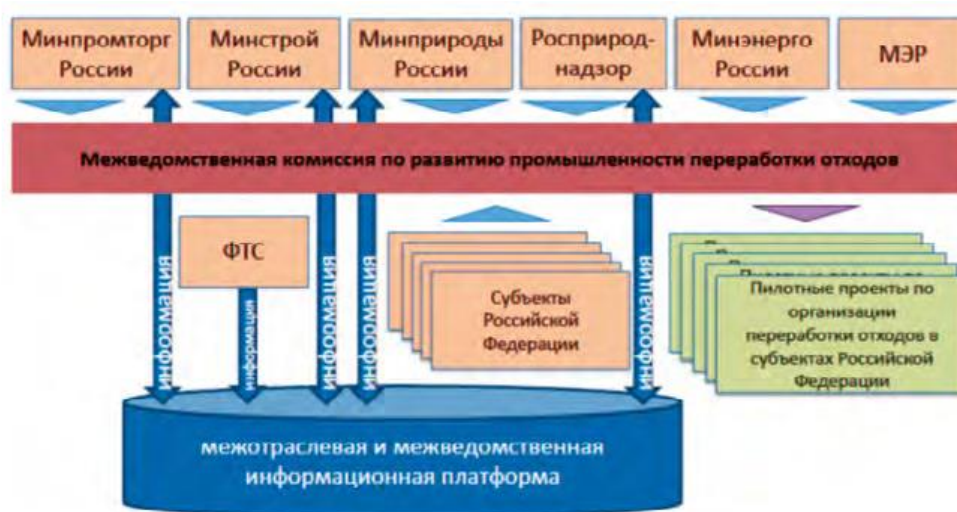 Минпромторг
России
Минстрой
России
Минприроды
России
Росприрод-
надзор
Минэнерго
России
МЭР
Межведомственная комиссия по развитию промышленности переработки отходов
ФТС
информация
информация
информация
информация
информация
Субъекты
Российской
Федерации
Пилотные проекты по
организации
переработки отходов в
субъектах Российской
Федерации
межотраслевая и межведомственная
информационная платформа